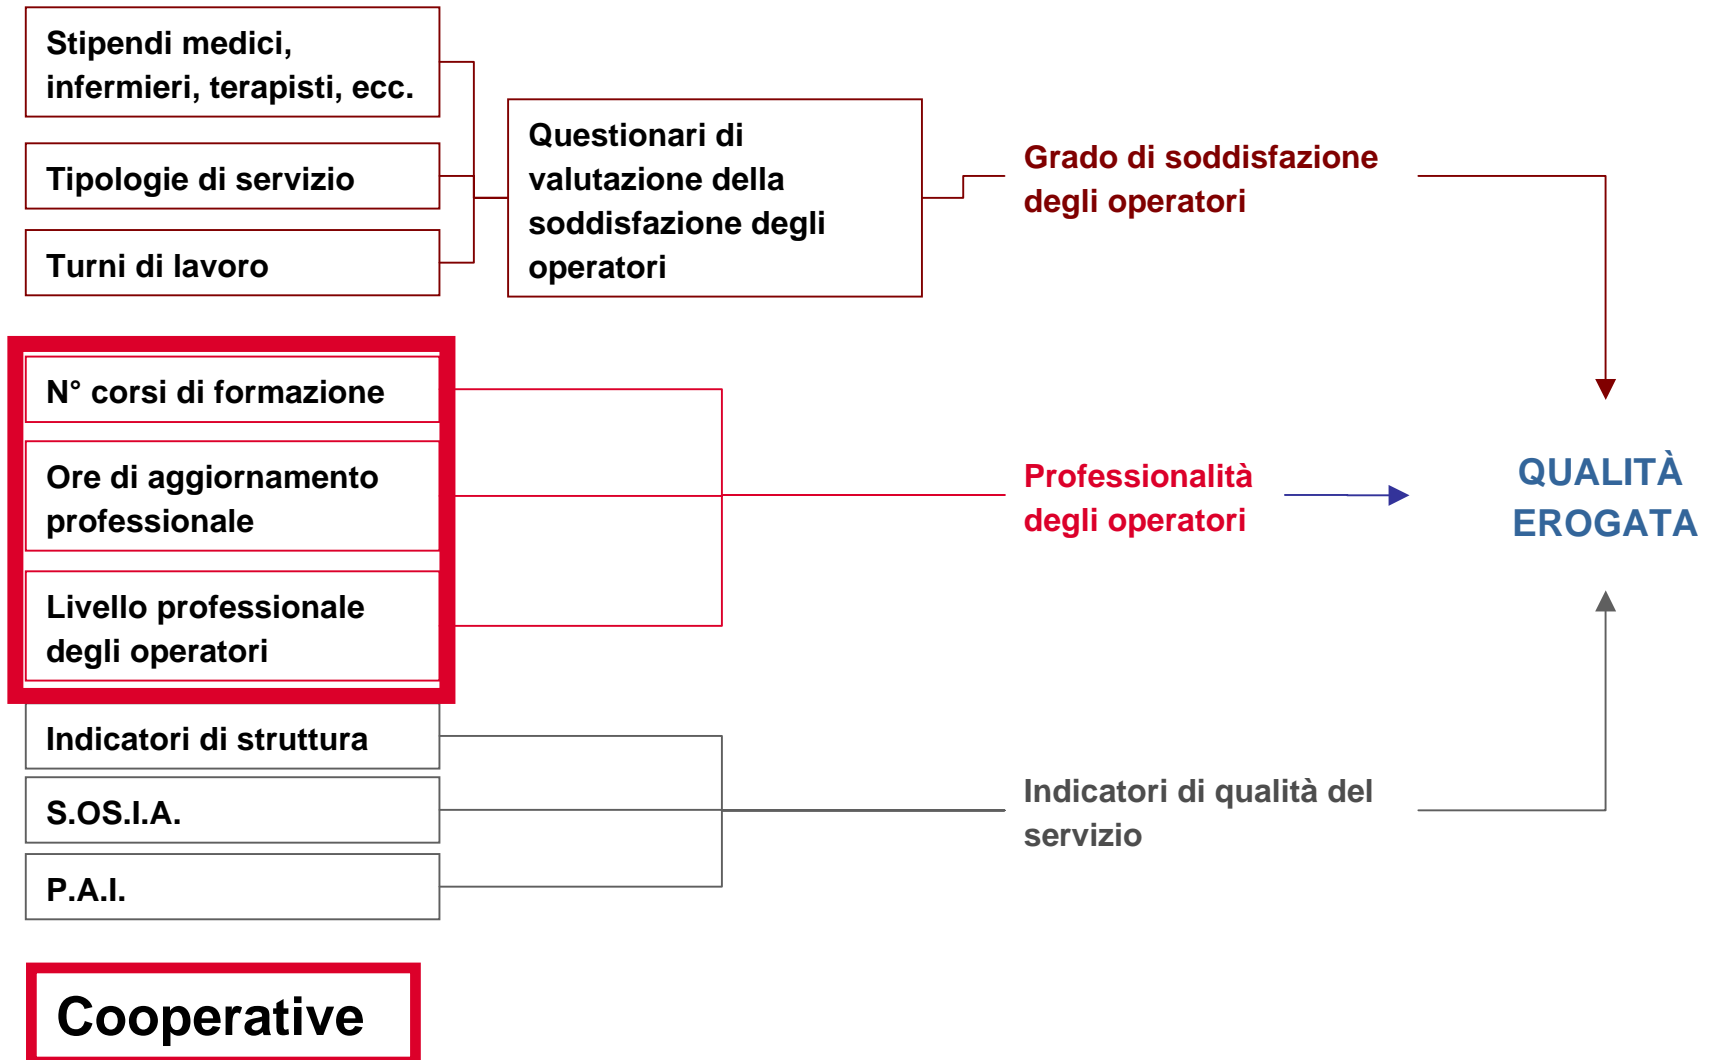 Stipendi medici,
infermieri, terapisti, ecc.
Tipologie di servizio
Turni di lavoro
Questionari di
valutazione della
soddisfazione degli
operatori
Grado di soddisfazione
degli operatori
N° corsi di formazione
Ore di aggiornamento
professionale
Livello professionale
degli operatori
Professionalità
degli operatori
QUALITÀ
EROGATA
Indicatori di struttura
S.OS.I.A.
P.A.I.
Indicatori di qualità del
servizio
Cooperative